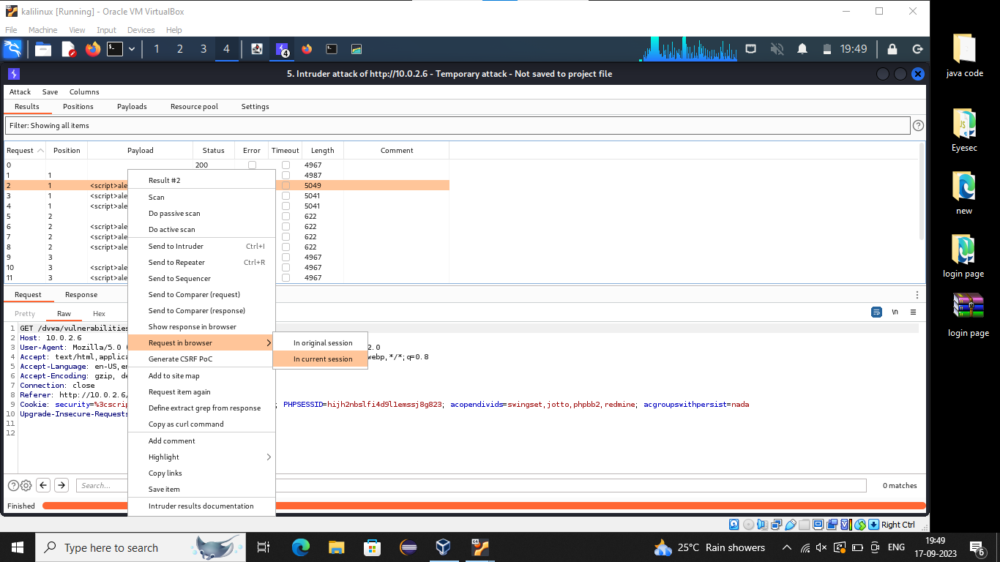 kalilinux [Running] - Oracle VM VirtualBox
File Machine View Input Devices Help
1 2 3 4 4 19:49
5. Intruder attack of http://10.0.2.6 - Temporary attack - Not saved to project file
Attack Save Columns
Results Positions Payloads Resource pool Settings
Filter: Showing all items
Request Position Payload Status Error Timeout Length Comment
0 200 4967
1 1 4987
2 1 <script>ale 5049
3 1 <script>ale 5041
4 1 <script>ale 5041
5 2 622
6 2 <script>ale 622
7 2 <script>ale 622
8 2 <script>ale 622
9 3 4967
10 3 <script>ale 4967
11 3 <script>ale 4967
Result #2
Scan
Do passive scan
Do active scan
Send to Intruder Ctrl+I
Send to Repeater Ctrl+R
Send to Sequencer
Send to Comparer (request)
Send to Comparer (response)
Show response in browser
Request in browser
Generate CSRF PoC
Add to site map
Request item again
Define extract grep from response
Copy as curl command
Add comment
Highlight
Copy links
Save item
Intruder results documentation
In original session
In current session
Request Response
Pretty Raw Hex \n
1 GET /dvwa/vulnerabilities
2 Host: 10.0.2.6
3 User-Agent: Mozilla/5.0 ( 2.0
4 Accept: text/html,applica webp,*/*;q=0.8
5 Accept-Language: en-US,en
6 Accept-Encoding: gzip, de
7 Connection: close
8 Referer: http://10.0.2.6/
9 Cookie: security=%3cscrip ; PHPSESSID=hijh2nbslfi4d9l1emssj8g823; acopendivids=swingset,jotto,phpbb2,redmine; acgroupswithpersist=nada
10 Upgrade-Insecure-Requests
11
12
Search...
0 matches
Finished
Right Ctrl
java code
Eyesec
new
login page
login page
Type here to search
25°C Rain showers
ENG
19:49
17-09-2023
6